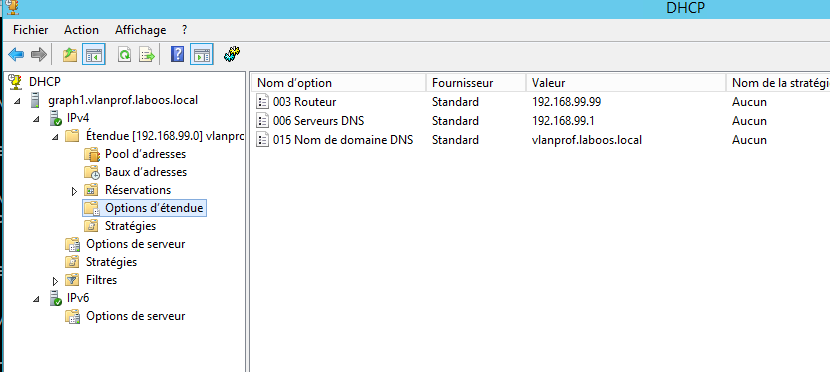 DHCP
Fichier Action Affichage ?
DHCP
graph1.vlanprof.laboos.local
IPv4
Étendue [192.168.99.0] vlanpro
Pool d'adresses
Baux d'adresses
Réservations
Options d'étendue
Stratégies
Options de serveur
Stratégies
Filtres
IPv6
Options de serveur
Nom d'option Fournisseur Valeur Nom de la stratégi
003 Routeur Standard 192.168.99.99 Aucun
006 Serveurs DNS Standard 192.168.99.1 Aucun
015 Nom de domaine DNS Standard vlanprof.laboos.local Aucun